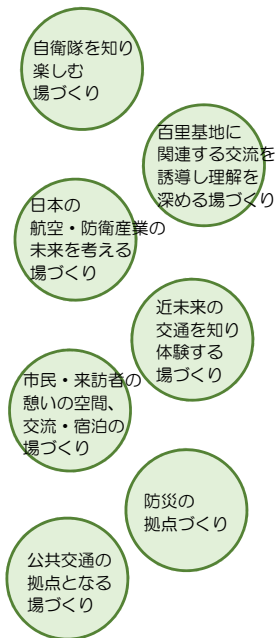 自衛隊を知り
楽しむ
場づくり
百里基地に
関連する交流を
誘導し理解を
深める場づくり
日本の
航空・防衛産業の
未来を考える
場づくり
近未来の
交通を知り
体験する
場づくり
市民・来訪者の
憩いの空間、
交流・宿泊の
場づくり
防災の
拠点づくり
公共交通の
拠点となる
場づくり